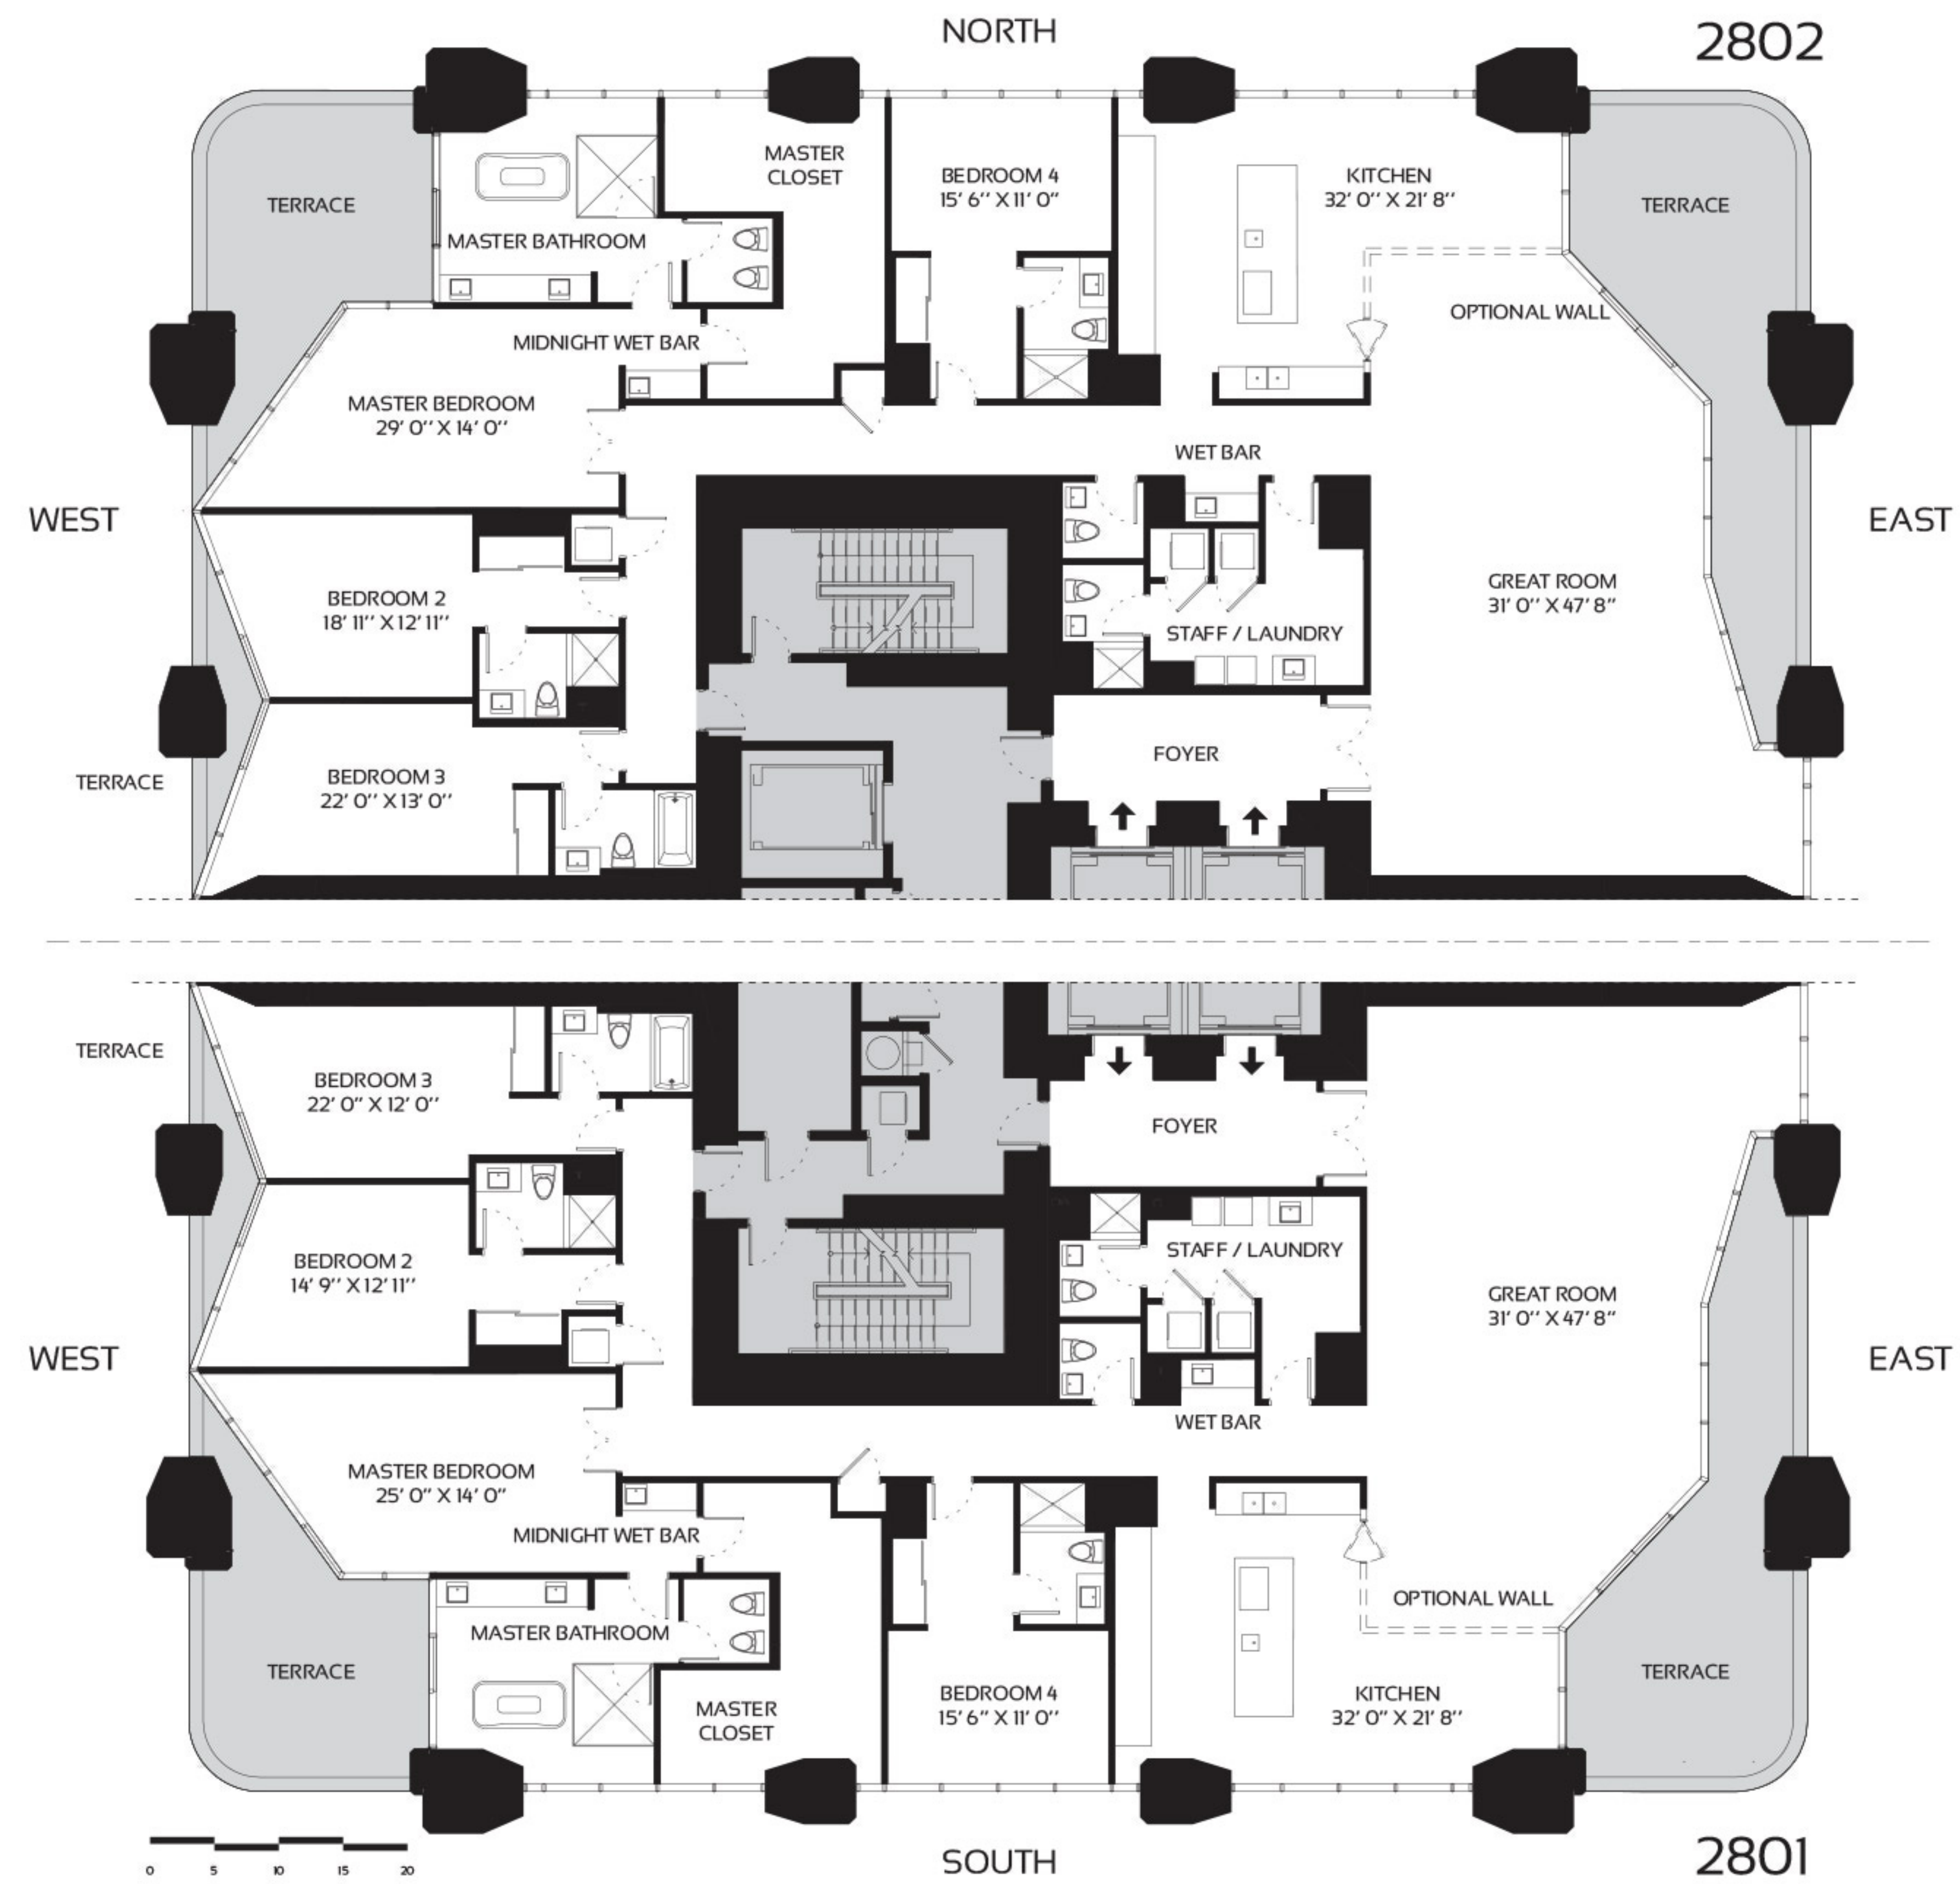 NORTH
2802
TERRACE
MASTER
CLOSET
BEDROOM 4
15' 6'' X 11' 0''
KITCHEN
32' 0'' X 21' 8''
TERRACE
MASTER BATHROOM
MIDNIGHT WET BAR
OPTIONAL WALL
MASTER BEDROOM
29' 0'' X 14' 0''
WET BAR
WEST
EAST
BEDROOM 2
18' 11'' X 12' 11''
GREAT ROOM
31' 0'' X 47' 8''
STAFF / LAUNDRY
FOYER
TERRACE
BEDROOM 3
22' 0'' X 13' 0''
TERRACE
BEDROOM 3
22' 0'' X 12' 0''
FOYER
STAFF / LAUNDRY
BEDROOM 2
14' 9'' X 12' 11''
GREAT ROOM
31' 0'' X 47' 8''
WEST
EAST
WET BAR
MASTER BEDROOM
25' 0'' X 14' 0''
MIDNIGHT WET BAR
OPTIONAL WALL
MASTER BATHROOM
TERRACE
MASTER
CLOSET
BEDROOM 4
15' 6'' X 11' 0''
KITCHEN
32' 0'' X 21' 8''
TERRACE
0 5 10 15 20
SOUTH
2801